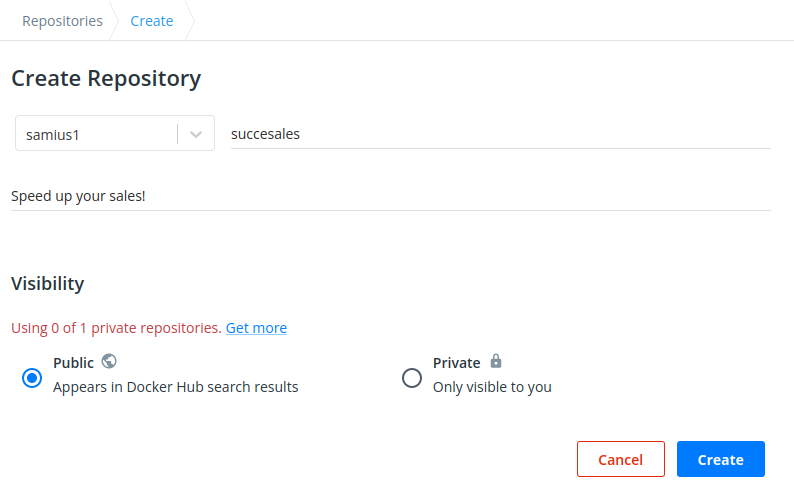 Repositories Create
Create Repository
samius1 succesales
Speed up your sales!
Visibility
Using 0 of 1 private repositories. Get more
Public Private
Appears in Docker Hub search results Only visible to you
Cancel Create